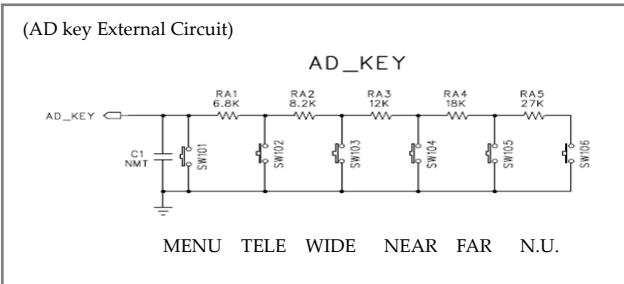 (AD key External Circuit)
AD_KEY
RA1 RA2 RA3 RA4 RA5
6.8K 8.2K 12K 18K 27K
AD_KEY
C1
NMT
SW101 SW102 SW103 SW104 SW105 SW106
MENU TELE WIDE NEAR FAR N.U.